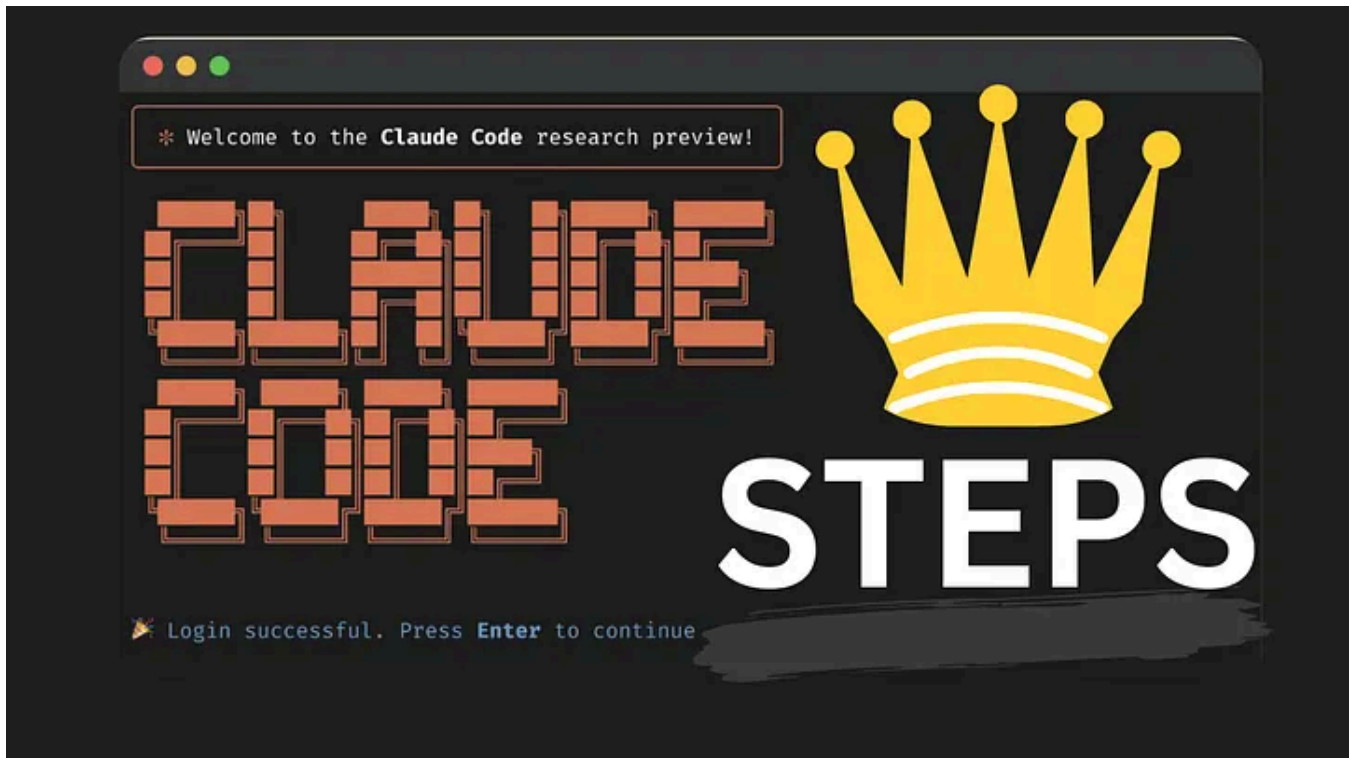 ✻ Welcome to the Claude Code research preview!
CLAUDE
CODE
STEPS
🎉 Login successful. Press Enter to continue